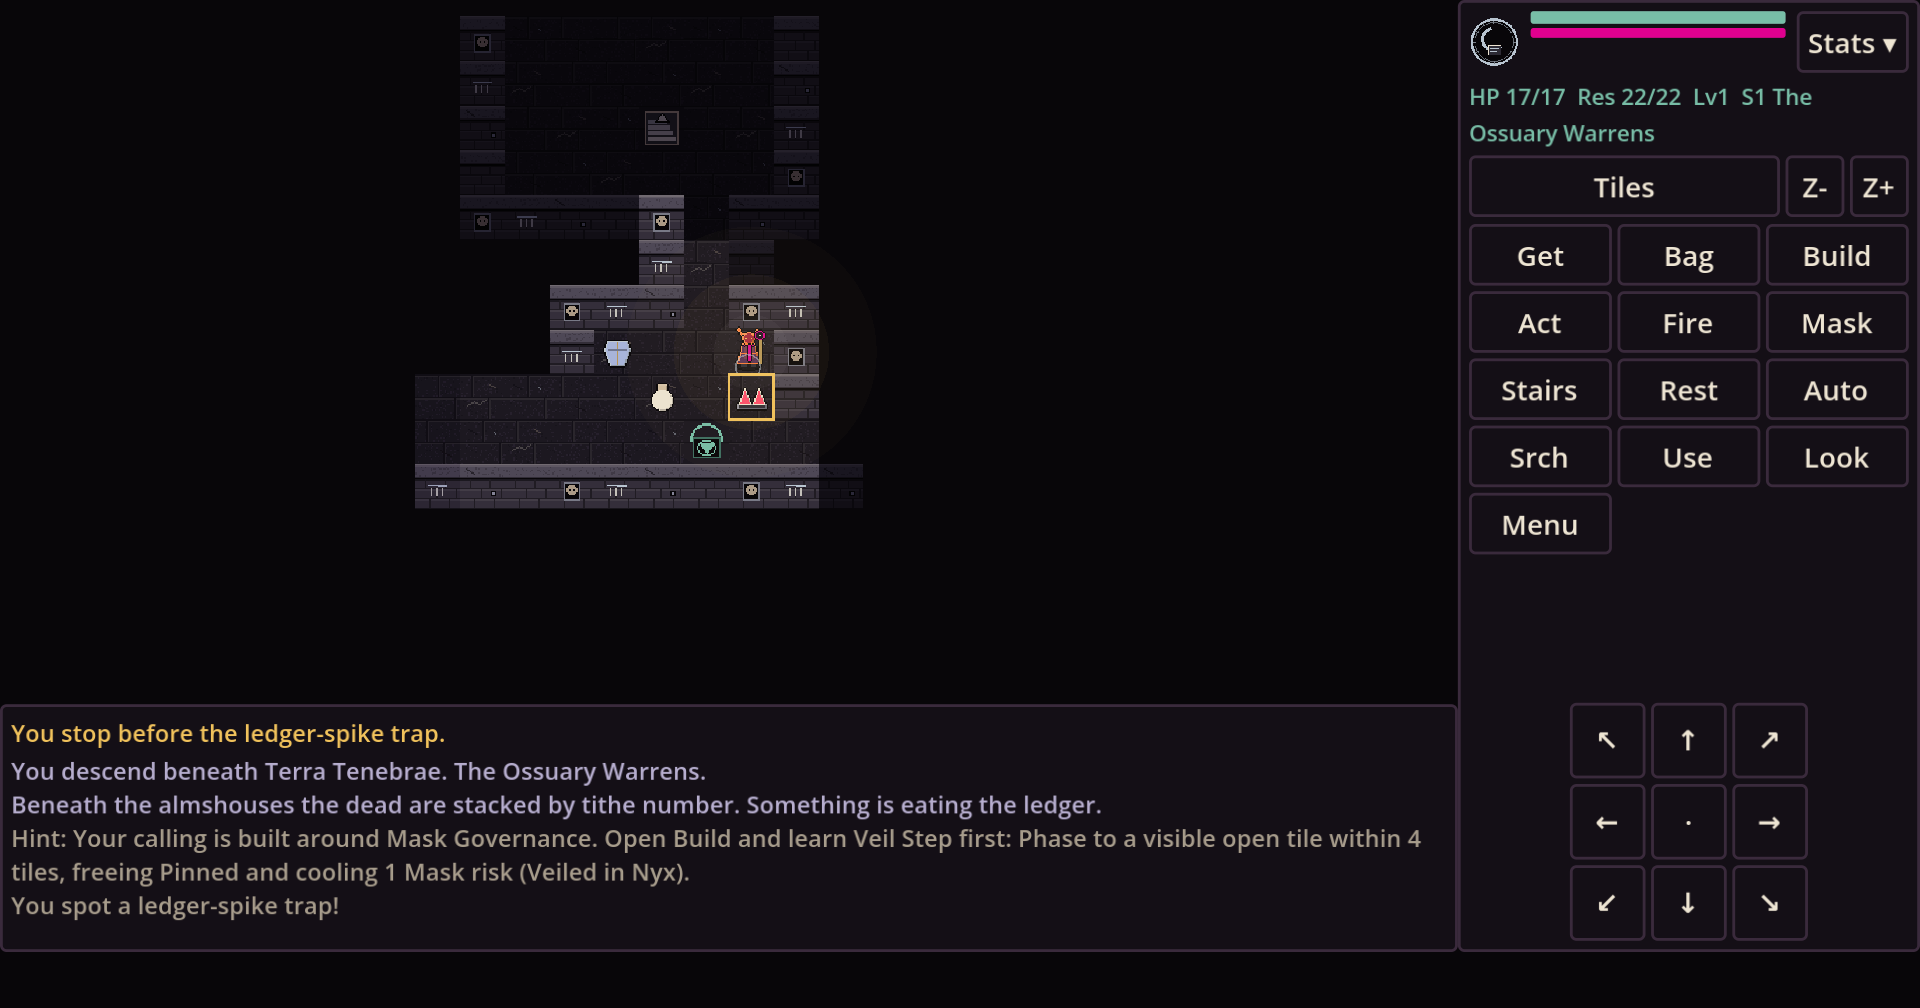 Stats ▾
HP 17/17 Res 22/22 Lv1 S1 The
Ossuary Warrens
Tiles Z- Z+
Get Bag Build
Act Fire Mask
Stairs Rest Auto
Srch Use Look
Menu
↖ ↑ ↗
← · →
↙ ↓ ↘
You stop before the ledger-spike trap.
You descend beneath Terra Tenebrae. The Ossuary Warrens.
Beneath the almshouses the dead are stacked by tithe number. Something is eating the ledger.
Hint: Your calling is built around Mask Governance. Open Build and learn Veil Step first: Phase to a visible open tile within 4
tiles, freeing Pinned and cooling 1 Mask risk (Veiled in Nyx).
You spot a ledger-spike trap!